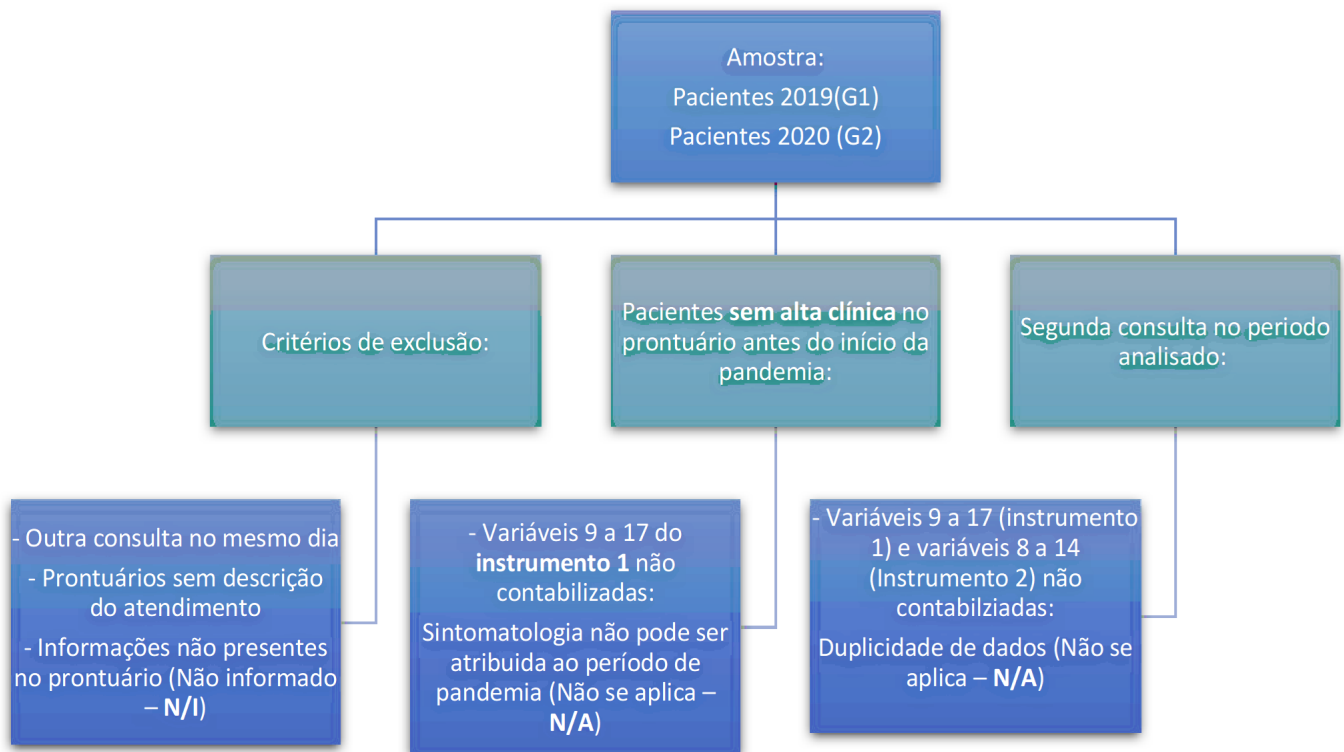 Amostra:
Pacientes 2019(G1)
Pacientes 2020 (G2)
Critérios de exclusão:
Pacientes sem alta clínica no
prontuário antes do início da
pandemia:
Segunda consulta no periodo
analisado:
- Outra consulta no mesmo dia
- Prontuários sem descrição
do atendimento
- Informações não presentes
no prontuário (Não informado
– N/I)
- Variáveis 9 a 17 do
instrumento 1 não
contabilizadas:
Sintomatologia não pode ser
atribuida ao período de
pandemia (Não se aplica –
N/A)
- Variáveis 9 a 17 (instrumento
1) e variáveis 8 a 14
(Instrumento 2) não
contabilziadas:
Duplicidade de dados (Não se
aplica – N/A)